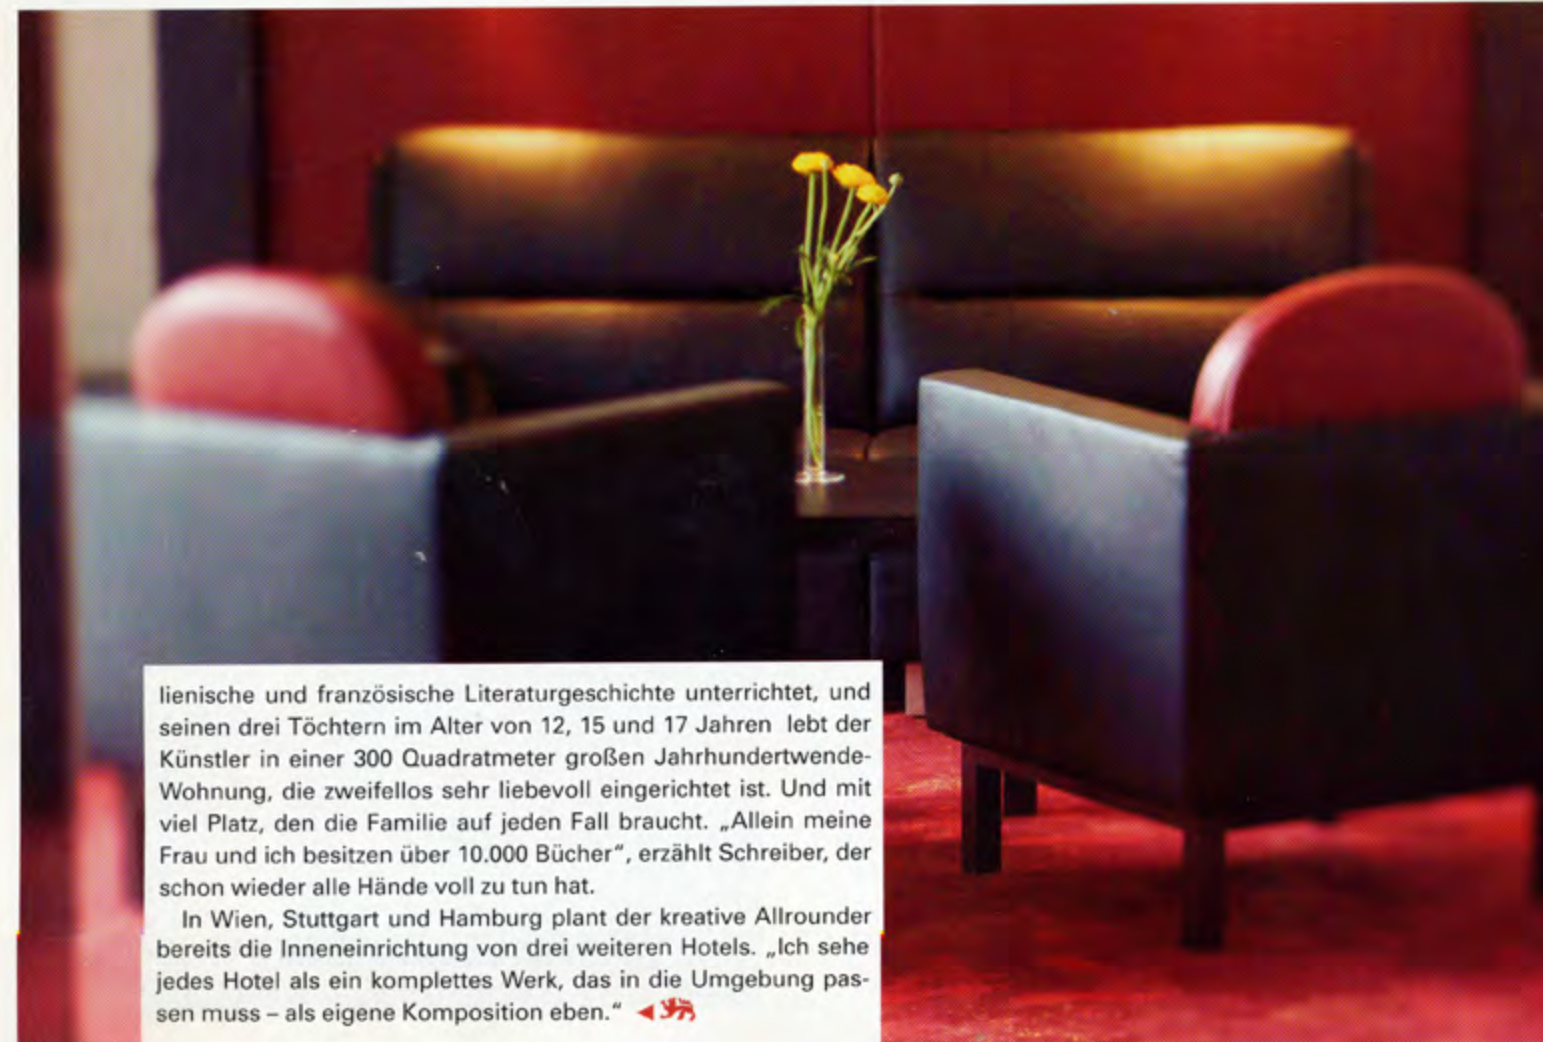 lienische und französische Literaturgeschichte unterrichtet, und
seinen drei Töchtern im Alter von 12, 15 und 17 Jahren lebt der
Künstler in einer 300 Quadratmeter großen Jahrhundertwende-
Wohnung, die zweifellos sehr liebevoll eingerichtet ist. Und mit
viel Platz, den die Familie auf jeden Fall braucht. „Allein meine
Frau und ich besitzen über 10.000 Bücher“, erzählt Schreiber, der
schon wieder alle Hände voll zu tun hat.
In Wien, Stuttgart und Hamburg plant der kreative Allrounder
bereits die Inneneinrichtung von drei weiteren Hotels. „Ich sehe
jedes Hotel als ein komplettes Werk, das in die Umgebung pas-
sen muss – als eigene Komposition eben.“ ◄